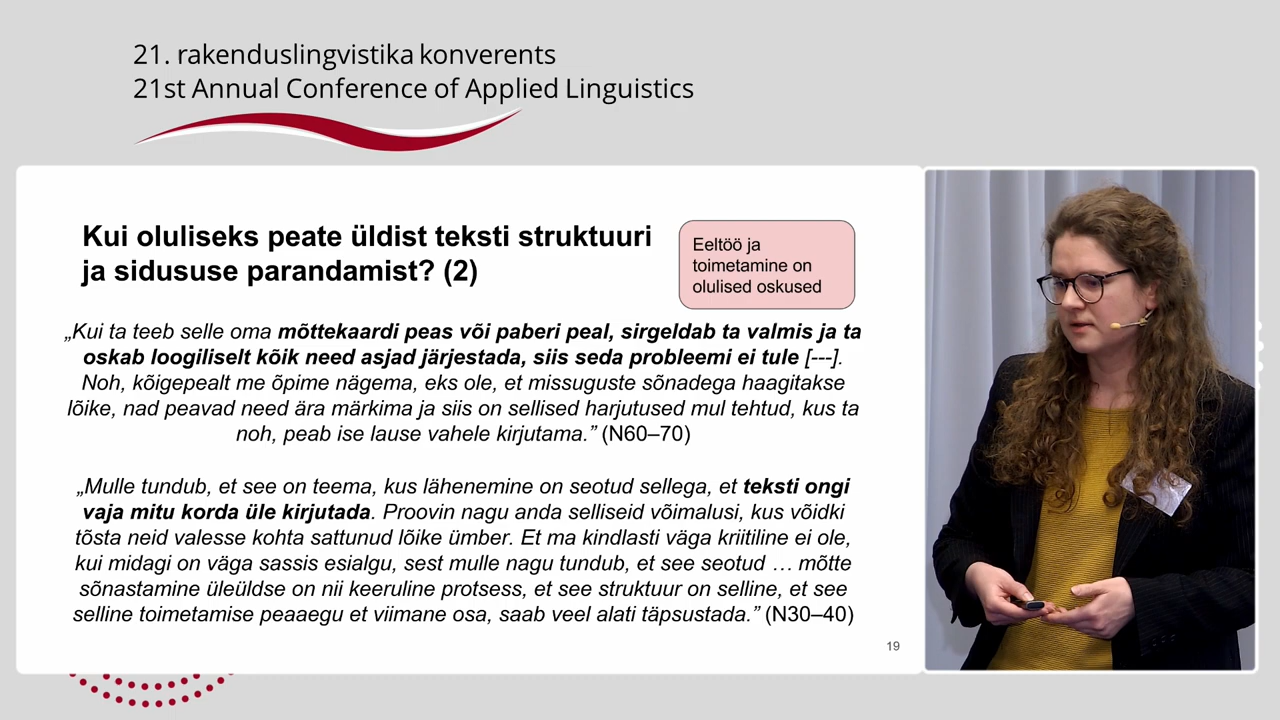 21. rakenduslingvistika konverents
21st Annual Conference of Applied Linguistics
Kui oluliseks peate üldist teksti struktuuri
ja sidususe parandamist? (2)
Eeltöö ja
toimetamine on
olulised oskused
„Kui ta teeb selle oma mõttekaardi peas või paberi peal, sirgeldab ta valmis ja ta
oskab loogiliselt kõik need asjad järjestada, siis seda probleemi ei tule [---].
Noh, kõigepealt me õpime nägema, eks ole, et missuguste sõnadega haagitakse
lõike, nad peavad need ära märkima ja siis on sellised harjutused mul tehtud, kus ta
noh, peab ise lause vahele kirjutama.” (N60–70)
„Mulle tundub, et see on teema, kus lähenemine on seotud sellega, et teksti ongi
vaja mitu korda üle kirjutada. Proovin nagu anda selliseid võimalusi, kus võidki
tõsta neid valesse kohta sattunud lõike ümber. Et ma kindlasti väga kriitiline ei ole,
kui midagi on väga sassis esialgu, sest mulle nagu tundub, et see seotud … mõtte
sõnastamine üleüldse on nii keeruline protsess, et see struktuur on selline, et see
selline toimetamise peaaegu et viimane osa, saab veel alati täpsustada.” (N30–40)
19